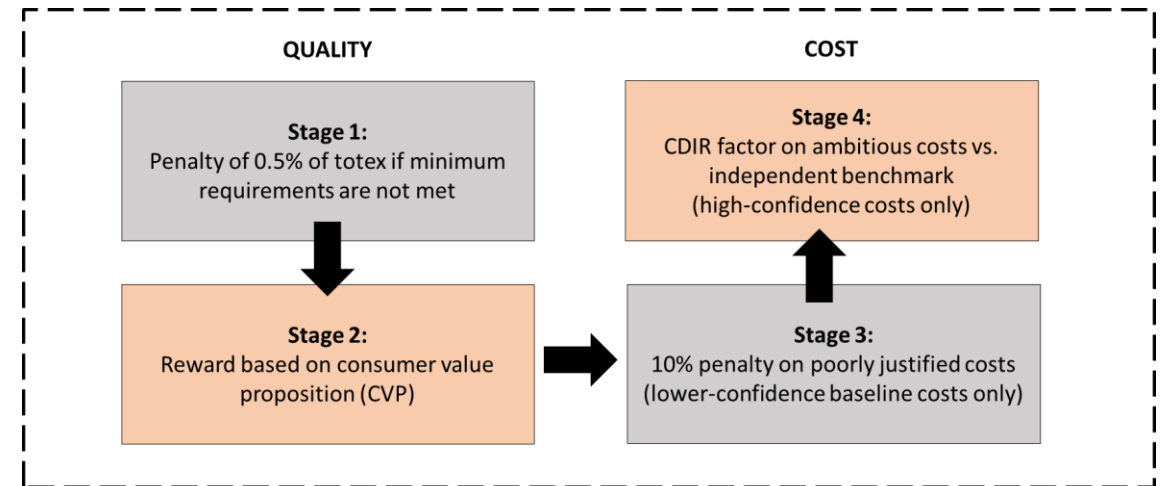 QUALITY
Stage 1:
Penalty of 0.5% of totex if minimum
requirements are not met
Stage 2:
Reward based on consumer value
proposition (CVP)
COST
Stage 4:
CDIR factor on ambitious costs vs.
independent benchmark
(high-confidence costs only)
Stage 3:
10% penalty on poorly justified costs
(lower-confidence baseline costs only)